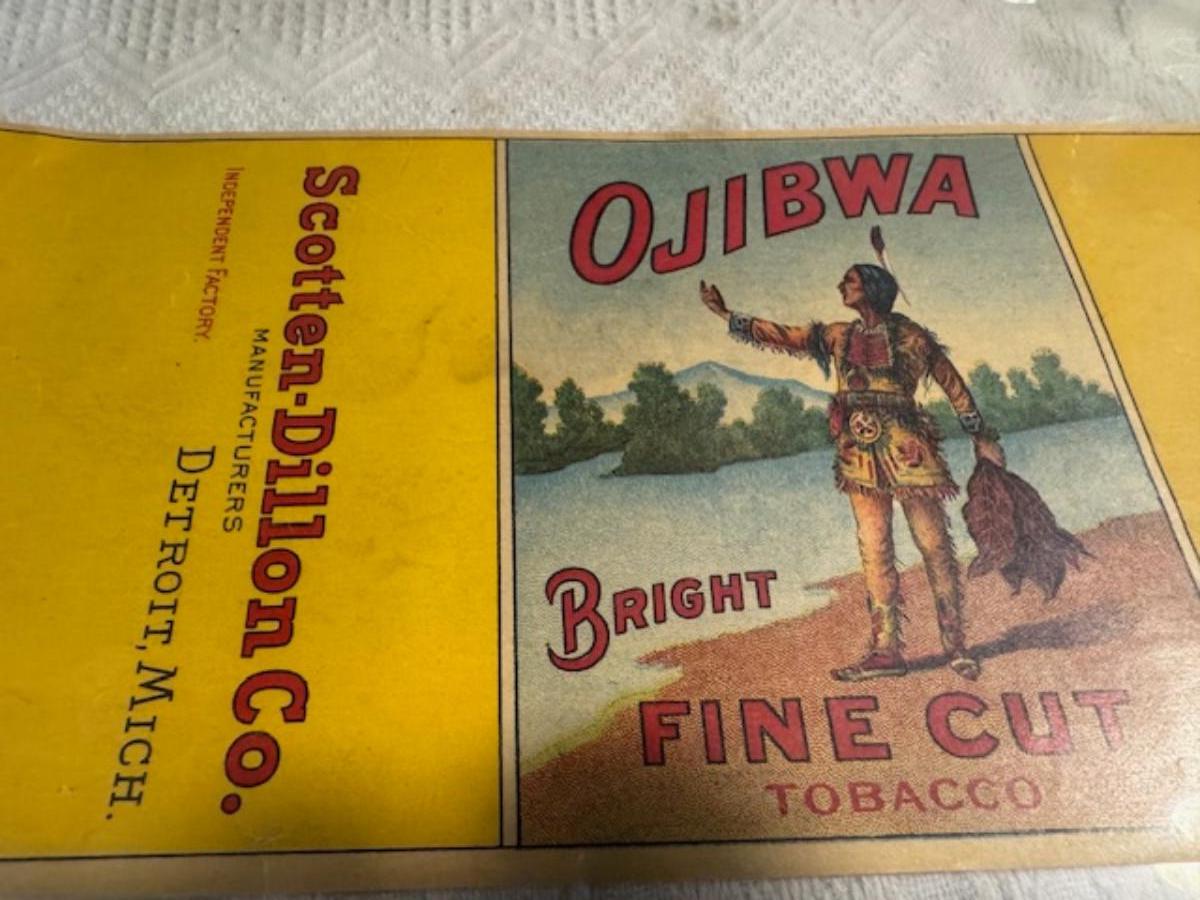 Scotten-Dillon Co.
MANUFACTURERS
INDEPENDENT FACTORY.
DETROIT, MICH.
OJIBWA
BRIGHT
FINE CUT
TOBACCO